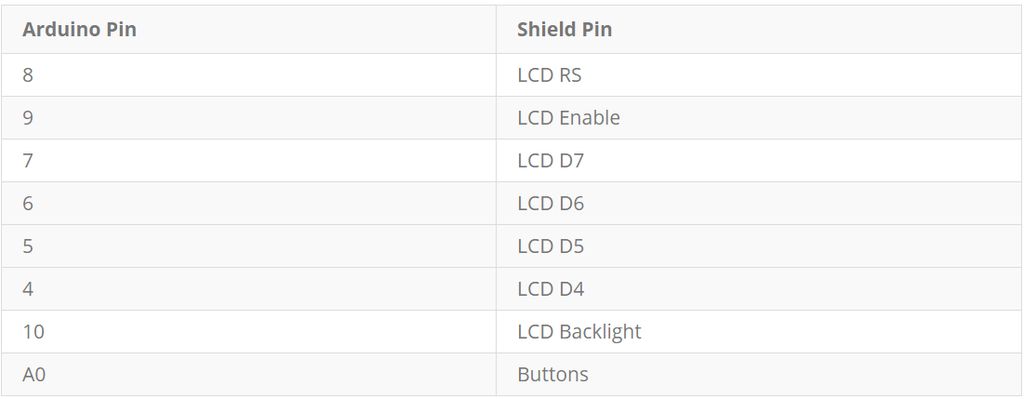 Arduino Pin Shield Pin
8 LCD RS
9 LCD Enable
7 LCD D7
6 LCD D6
5 LCD D5
4 LCD D4
10 LCD Backlight
A0 Buttons